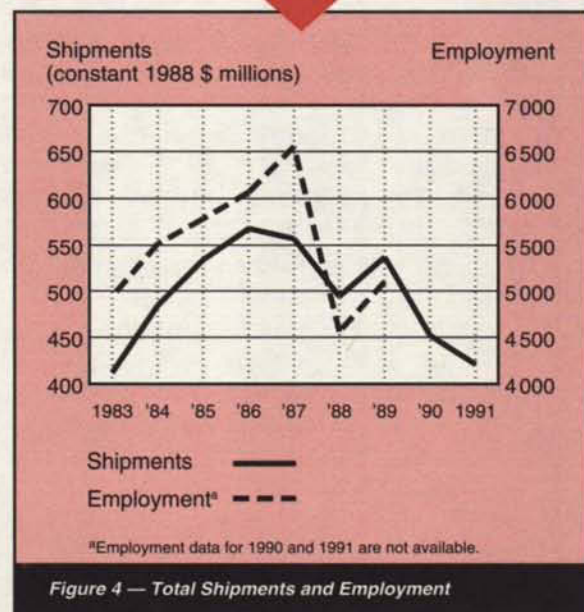 Shipments
(constant 1988 $ millions)
Employment
700
650
600
550
500
450
400
7 000
6 500
6 000
5 500
5 000
4 500
4 000
1983 '84 '85 '86 '87 '88 '89 '90 1991
Shipments
Employmentª
ªEmployment data for 1990 and 1991 are not available.
Figure 4 — Total Shipments and Employment